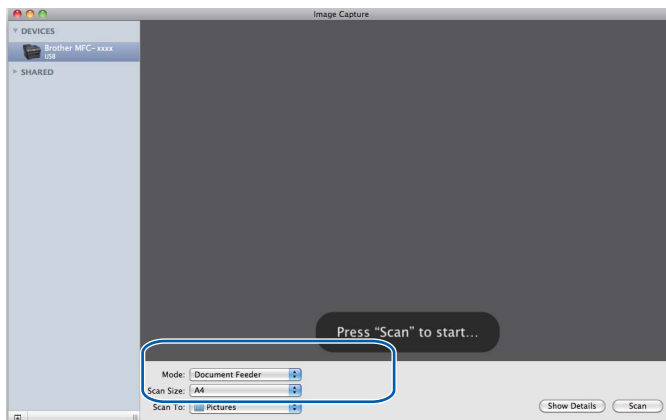 Image Capture
DEVICES
Brother MFC-xxxx
USB
SHARED
Press “Scan” to start...
Mode: Document Feeder
Scan Size: A4
Scan To: Pictures
Show Details Scan